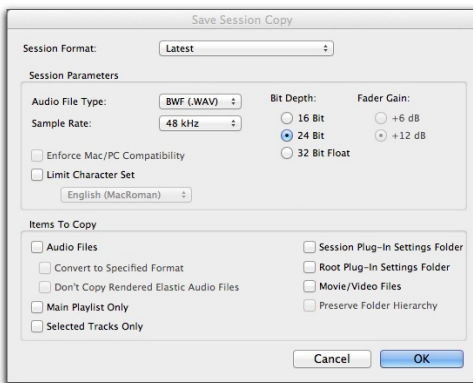 Save Session Copy
Session Format: Latest
Session Parameters
Audio File Type: BWF (.WAV)
Sample Rate: 48 kHz
Enforce Mac/PC Compatibility
Limit Character Set
English (MacRoman)
Bit Depth:
16 Bit
24 Bit
32 Bit Float
Fader Gain:
+6 dB
+12 dB
Items To Copy
Audio Files
Convert to Specified Format
Don't Copy Rendered Elastic Audio Files
Main Playlist Only
Selected Tracks Only
Session Plug-In Settings Folder
Root Plug-In Settings Folder
Movie/Video Files
Preserve Folder Hierarchy
Cancel
OK